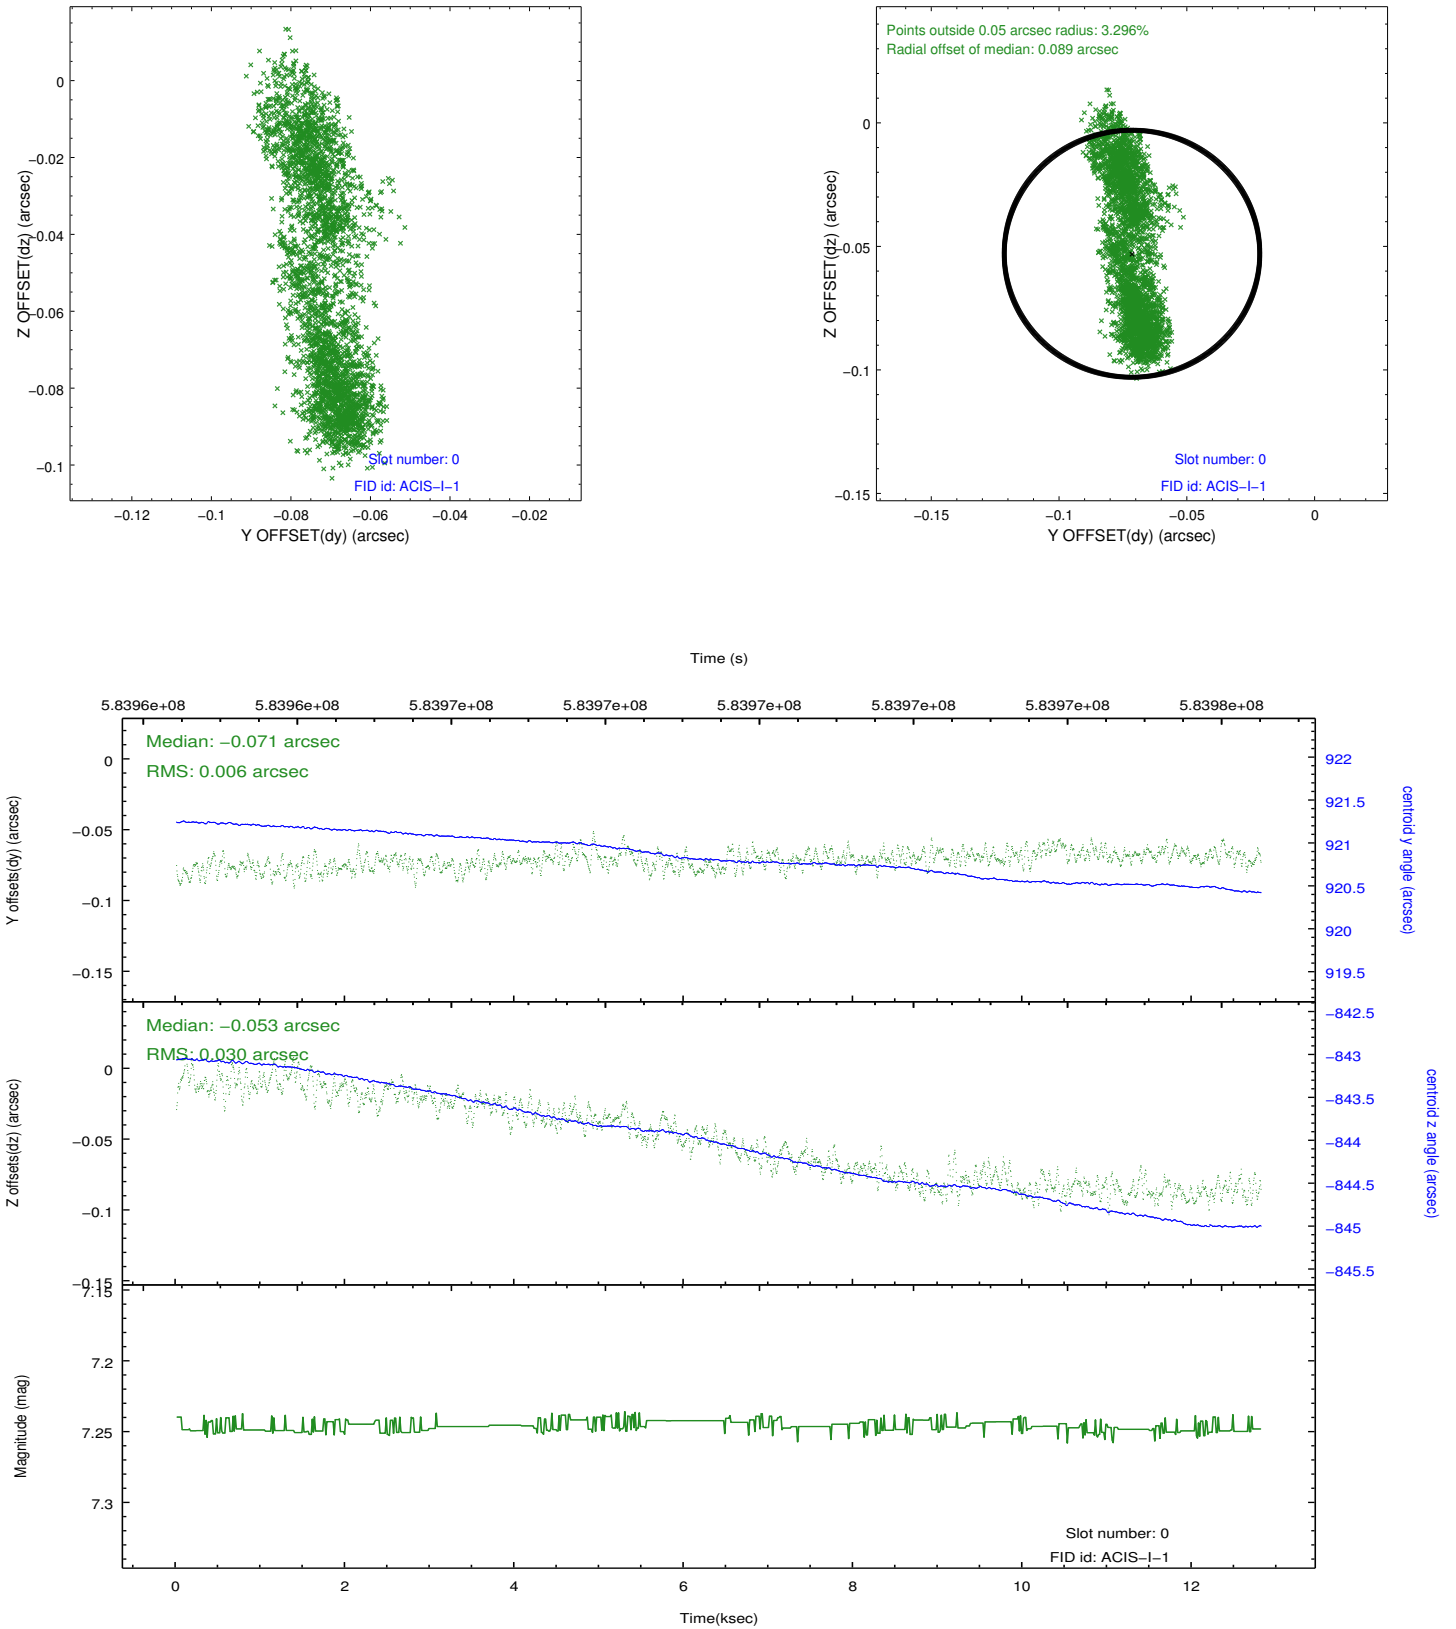 0
−0.02
−0.04
−0.06
−0.08
−0.1
Z OFFSET(dz) (arcsec)
Slot number: 0
FID id: ACIS−I−1
−0.12 −0.1 −0.08 −0.06 −0.04 −0.02
Y OFFSET(dy) (arcsec)
Points outside 0.05 arcsec radius: 3.296%
Radial offset of median: 0.089 arcsec
0
−0.05
−0.1
−0.15
Z OFFSET(dz) (arcsec)
Slot number: 0
FID id: ACIS−I−1
−0.15 −0.1 −0.05 0
Y OFFSET(dy) (arcsec)
Time (s)
5.8396e+08 5.8396e+08 5.8397e+08 5.8397e+08 5.8397e+08 5.8397e+08 5.8397e+08 5.8398e+08
Median: −0.071 arcsec
RMS: 0.006 arcsec
0
−0.05
−0.1
−0.15
Y offsets(dy) (arcsec)
922
921.5
921
920.5
920
919.5
centroid y angle (arcsec)
Median: −0.053 arcsec
RMS: 0.030 arcsec
0
−0.05
−0.1
−0.15
Z offsets(dz) (arcsec)
−842.5
−843
−843.5
−844
−844.5
−845
−845.5
centroid z angle (arcsec)
7.15
7.2
7.25
7.3
Magnitude (mag)
Slot number: 0
FID id: ACIS−I−1
0 2 4 6 8 10 12
Time(ksec)